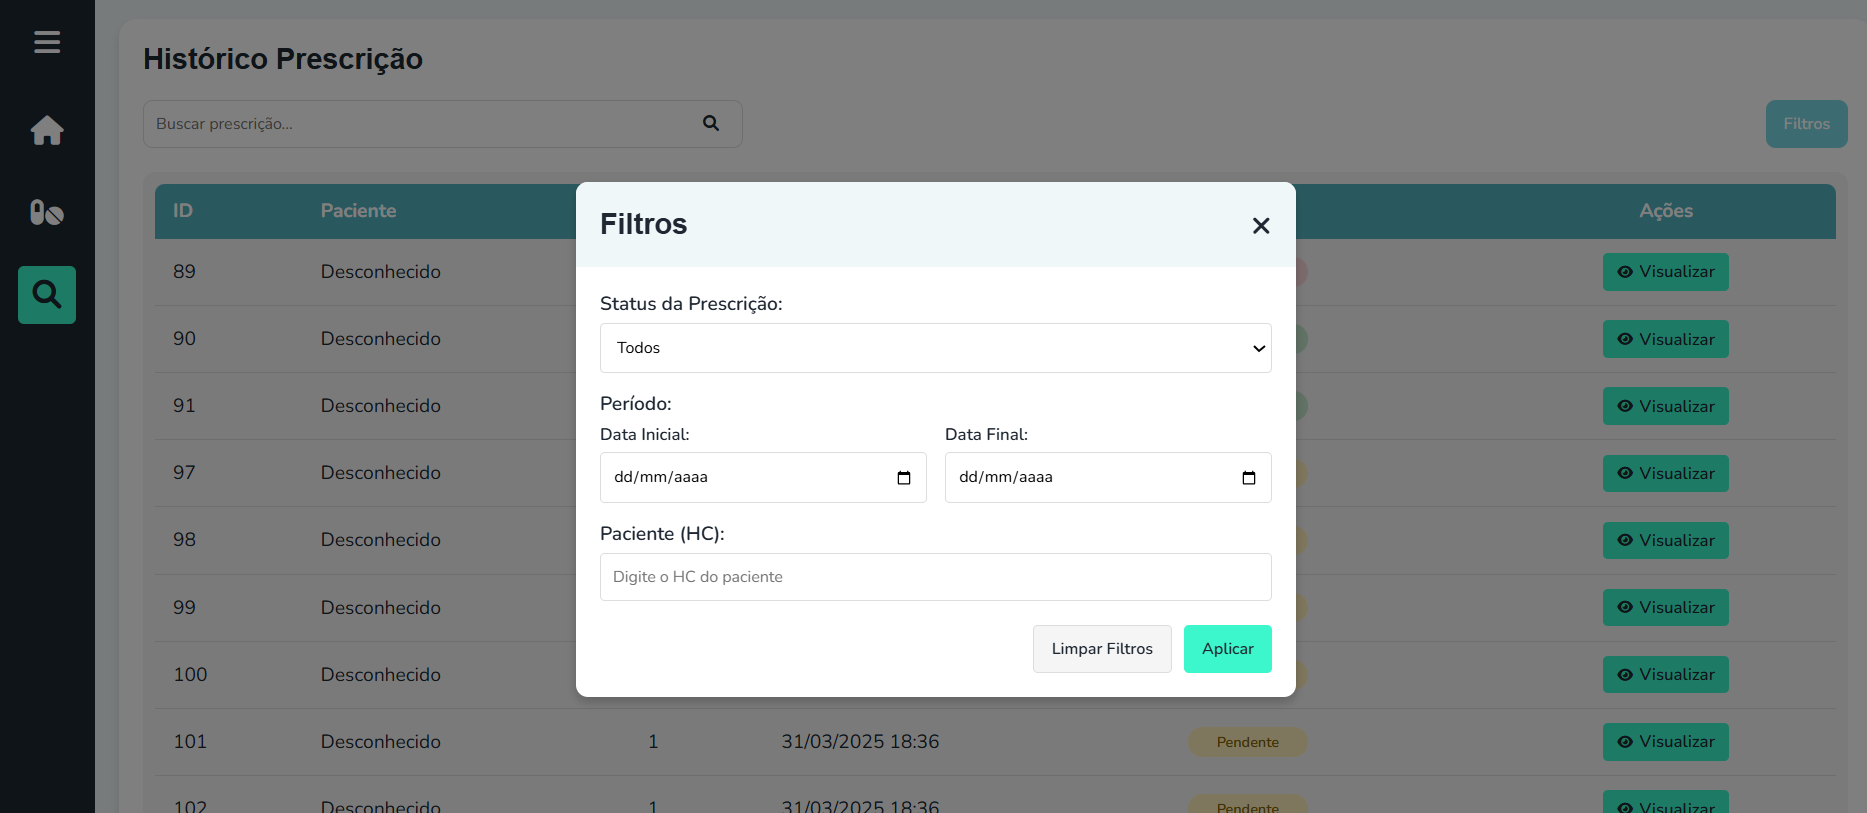 Histórico Prescrição
Buscar prescrição...
Filtros
ID Paciente Ações
Filtros
89 Desconhecido Visualizar
Status da Prescrição:
90 Desconhecido Visualizar
Todos
91 Desconhecido Visualizar
Período:
Data Inicial: Data Final:
97 Desconhecido Visualizar
dd/mm/aaaa dd/mm/aaaa
98 Desconhecido Visualizar
Paciente (HC):
Digite o HC do paciente
99 Desconhecido Visualizar
Limpar Filtros Aplicar
100 Desconhecido Visualizar
101 Desconhecido 1 31/03/2025 18:36 Pendente Visualizar
102 Desconhecido 1 31/03/2025 18:36 Pendente Visualizar